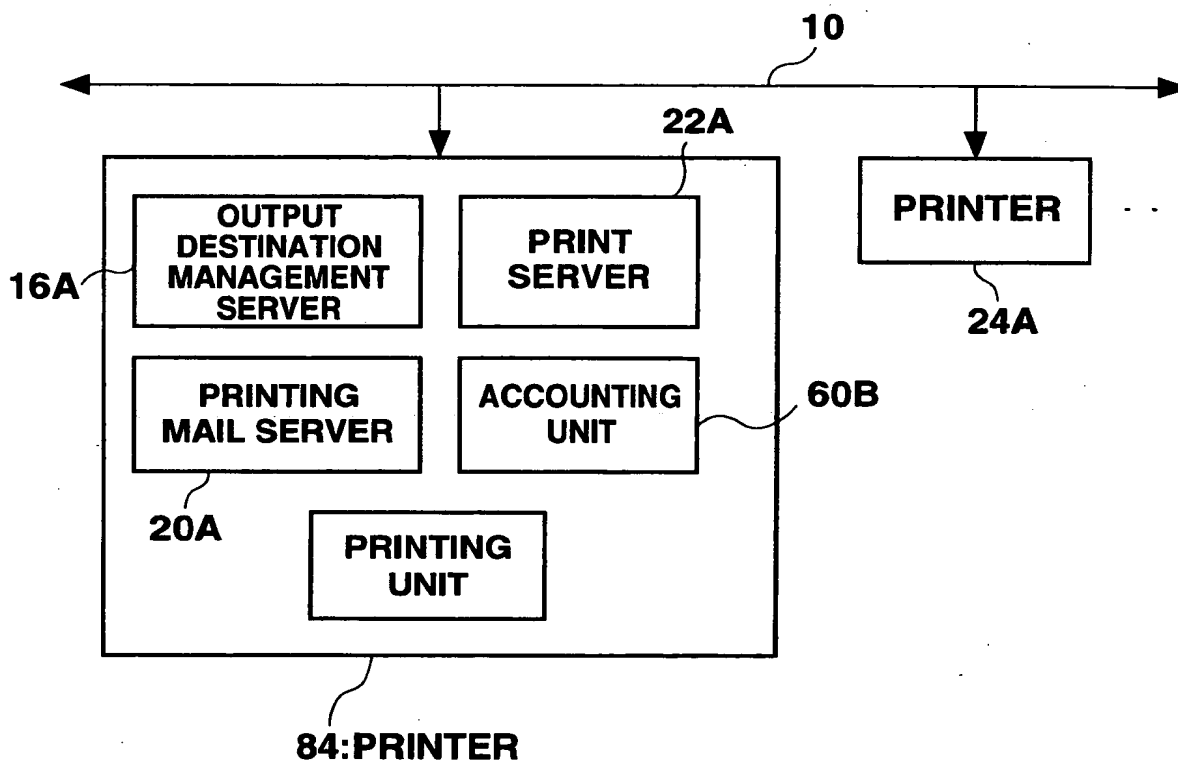 10
22A
OUTPUT
DESTINATION
MANAGEMENT
SERVER
PRINT
SERVER
PRINTER
16A
24A
PRINTING
MAIL SERVER
ACCOUNTING
UNIT
60B
20A
PRINTING
UNIT
84:PRINTER